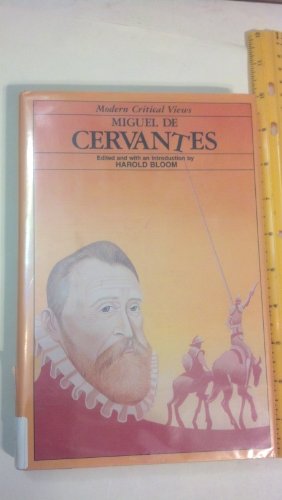 Modern Critical Views
MIGUEL DE
CERVANTES
Edited and with an introduction by
HAROLD BLOOM